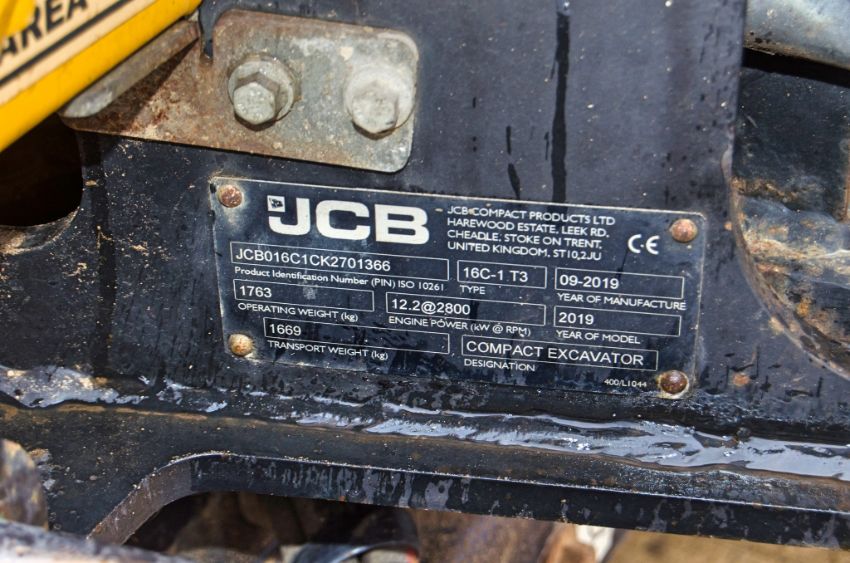 AREA
JCB
JCB COMPACT PRODUCTS LTD
HAREWOOD ESTATE, LEEK RD,
CHEADLE, STOKE ON TRENT,
UNITED KINGDOM, ST10,2JU
CE
JCB016C1CK2701366
Product Identification Number (PIN) ISO 10261
16C-1 T3
TYPE
09-2019
YEAR OF MANUFACTURE
1763
OPERATING WEIGHT (kg)
12.2@2800
ENGINE POWER (kW @ RPM)
2019
YEAR OF MODEL
1669
TRANSPORT WEIGHT (kg)
COMPACT EXCAVATOR
DESIGNATION
400/L1044